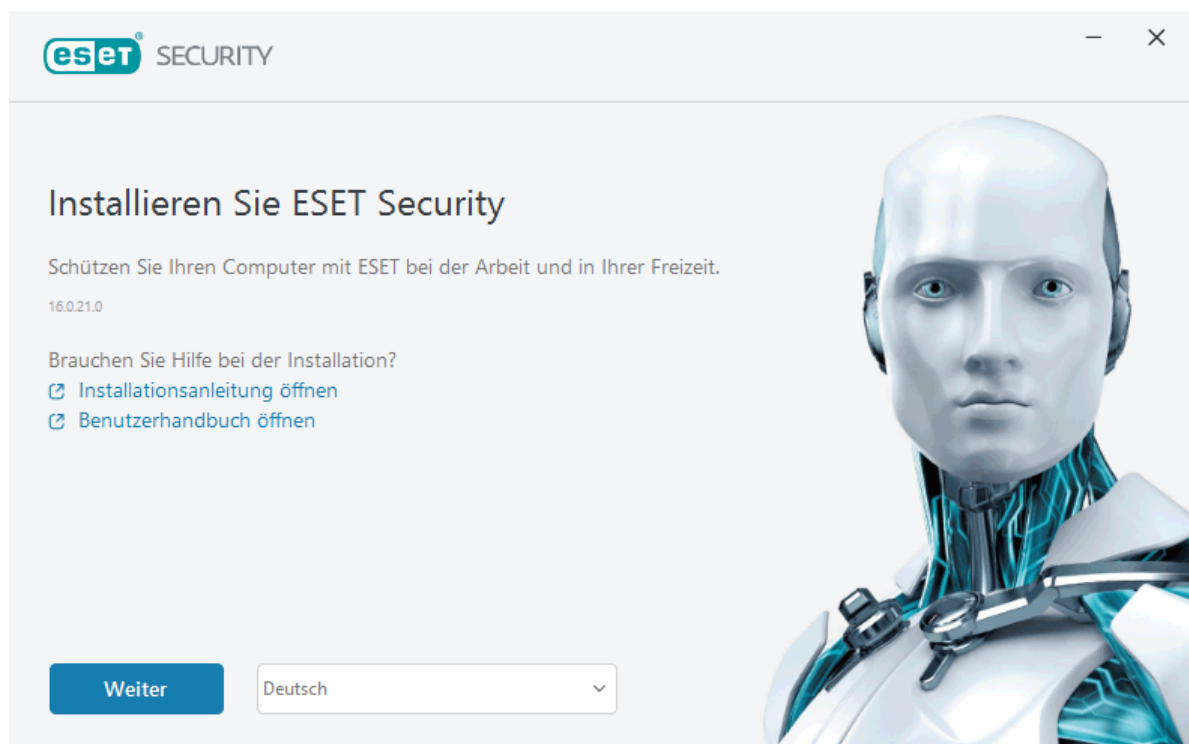 eset® SECURITY
Installieren Sie ESET Security
Schützen Sie Ihren Computer mit ESET bei der Arbeit und in Ihrer Freizeit.
16.0.21.0
Brauchen Sie Hilfe bei der Installation?
Installationsanleitung öffnen
Benutzerhandbuch öffnen
Weiter
Deutsch